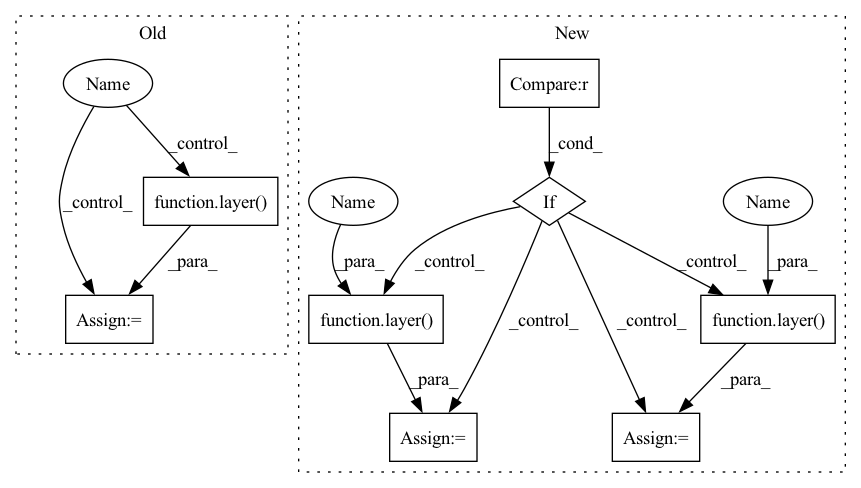 Old
New
Name
Compare:r
_control_
_cond_
_control_
function.layer()
Name
If
Name
_para_
_para_
_control_
_control_
_para_
Assign:=
function.layer()
_control_
_control_
function.layer()
_para_
_para_
Assign:=
Assign:=